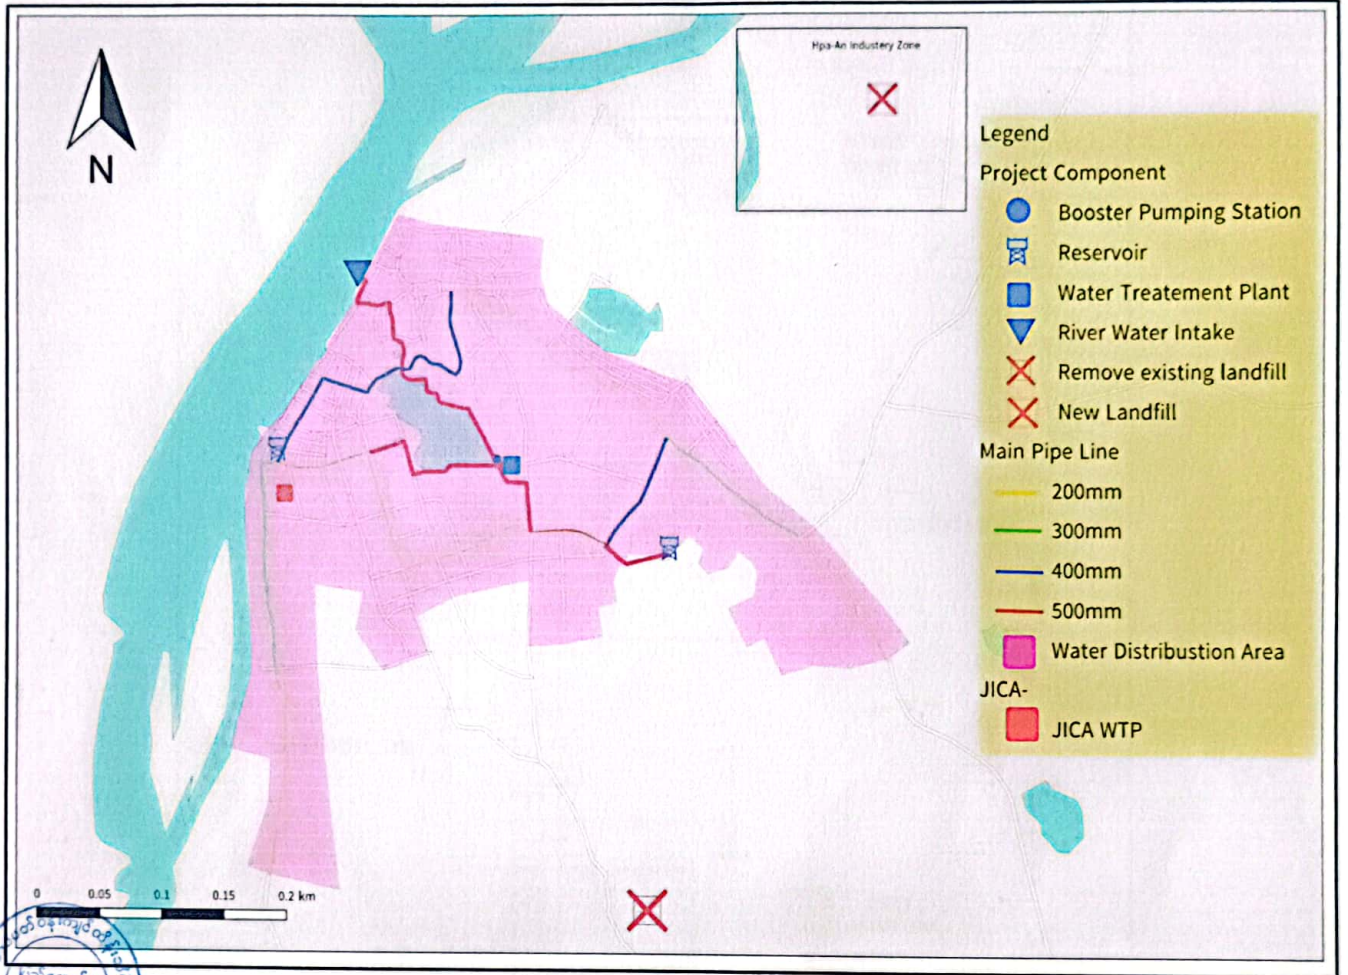 Hpa-An Industery Zone
N
Legend
Project Component
Booster Pumping Station
Reservoir
Water Treatement Plant
River Water Intake
Remove existing landfill
New Landfill
Main Pipe Line
200mm
300mm
400mm
500mm
Water Distribustion Area
JICA-
JICA WTP
0 0.05 0.1 0.15 0.2 km